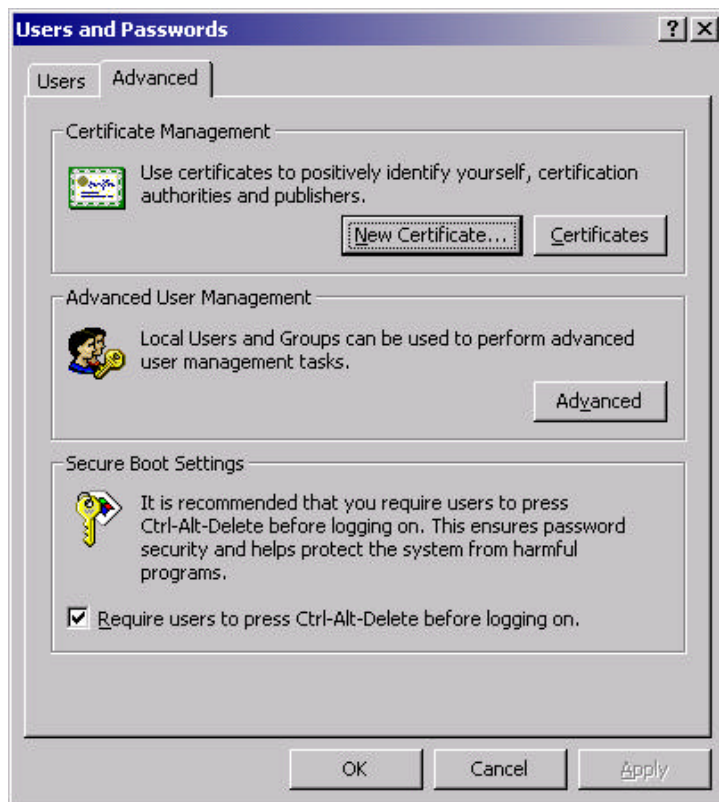 Users and Passwords
Users
Advanced
Certificate Management
Use certificates to positively identify yourself, certification
authorities and publishers.
New Certificate...
Certificates
Advanced User Management
Local Users and Groups can be used to perform advanced
user management tasks.
Advanced
Secure Boot Settings
It is recommended that you require users to press
Ctrl-Alt-Delete before logging on. This ensures password
security and helps protect the system from harmful
programs.
Require users to press Ctrl-Alt-Delete before logging on.
OK
Cancel
Apply